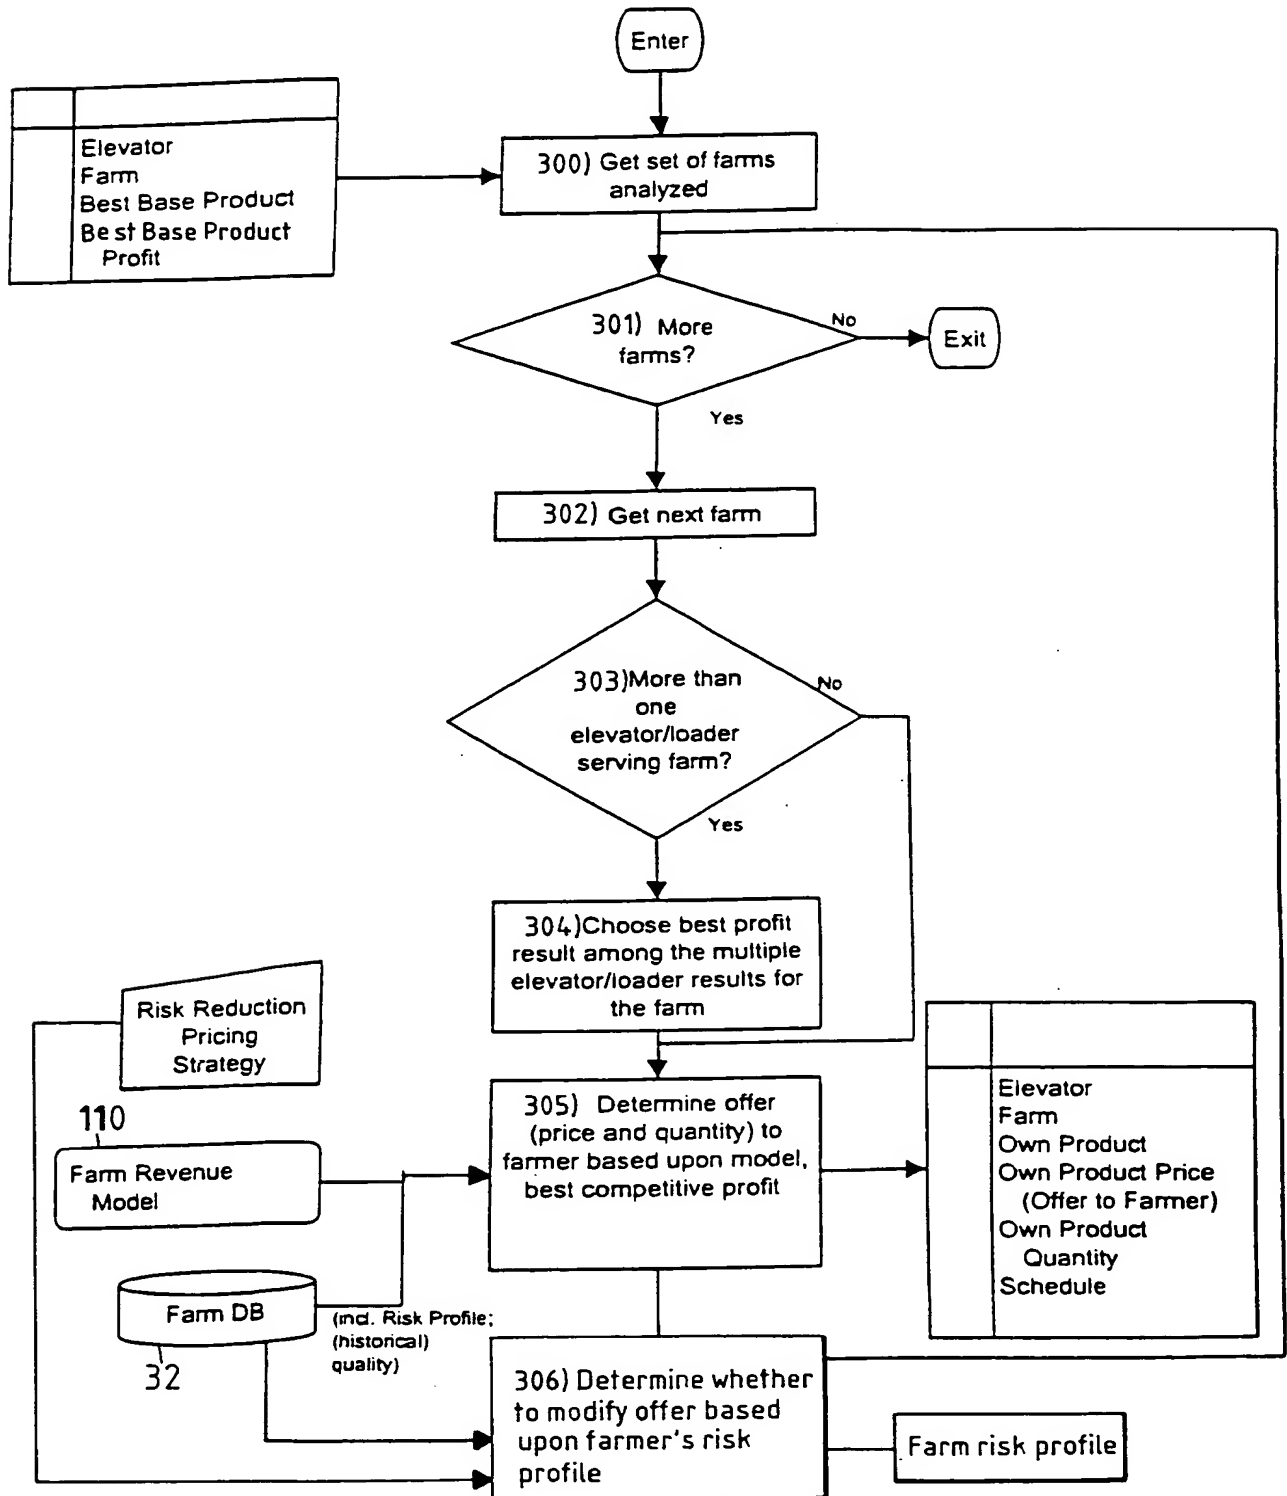 Enter
Elevator
Farm
Best Base Product
Best Base Product
Profit
300) Get set of farms
analyzed
301) More
farms?
No
Exit
Yes
302) Get next farm
303)More than
one
elevator/loader
serving farm?
No
Yes
304)Choose best profit
result among the multiple
elevator/loader results for
the farm
Risk Reduction
Pricing
Strategy
110
Farm Revenue
Model
305) Determine offer
(price and quantity) to
farmer based upon model,
best competitive profit
Elevator
Farm
Own Product
Own Product Price
(Offer to Farmer)
Own Product
Quantity
Schedule
Farm DB
32
(incl. Risk Profile;
(historical)
quality)
306) Determine whether
to modify offer based
upon farmer's risk
profile
Farm risk profile